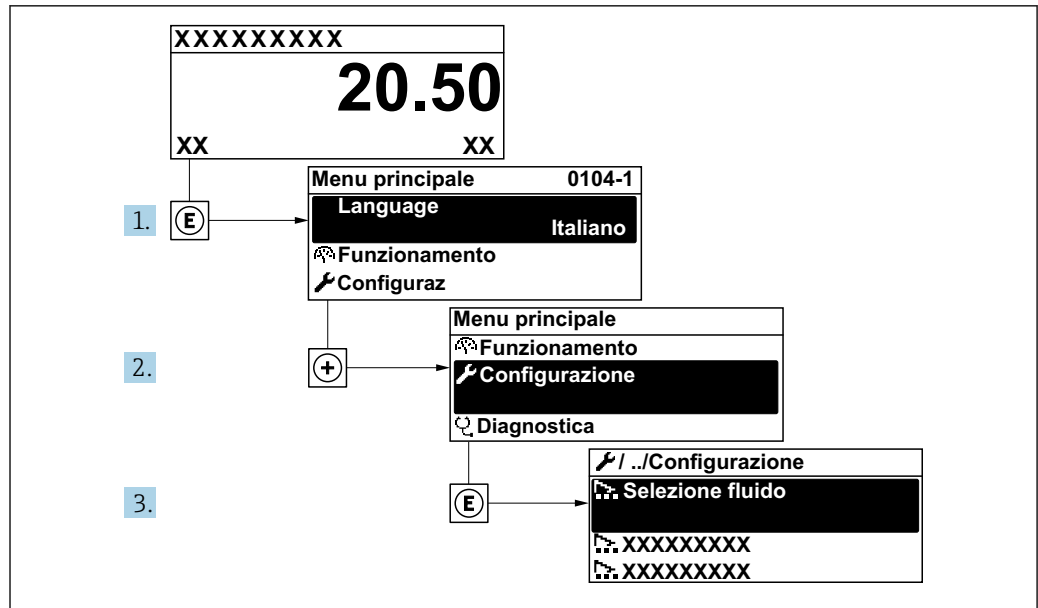 XXXXXXXXX
20.50
XX XX
Menu principale 0104-1
Language
Italiano
Funzionamento
Configuraz
1. E
Menu principale
Funzionamento
Configurazione
Diagnostica
2. +
/ ../Configurazione
Selezione fluido
XXXXXXXXX
XXXXXXXXX
3. E